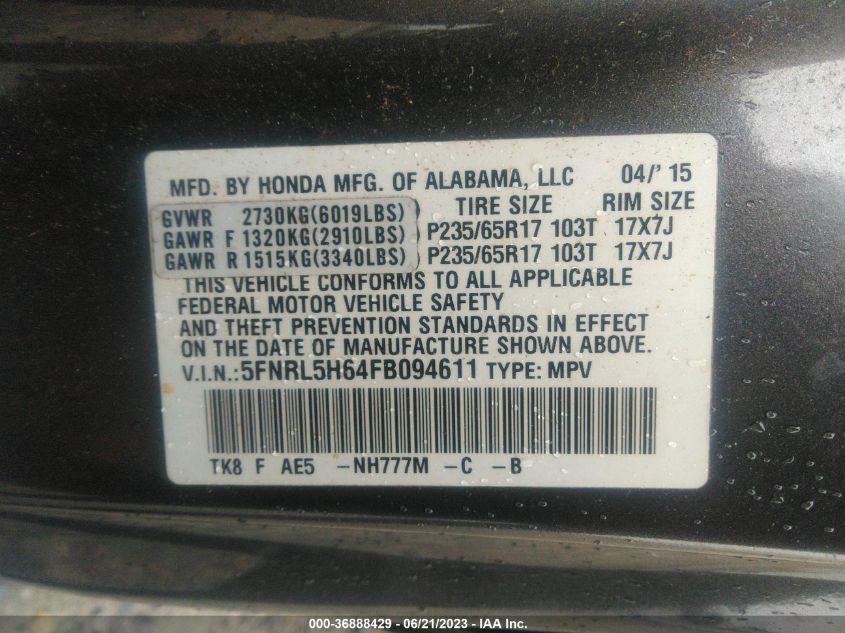 MFD. BY HONDA MFG. OF ALABAMA, LLC 04/'15
GVWR 2730KG(6019LBS) TIRE SIZE RIM SIZE
GAWR F 1320KG(2910LBS) P235/65R17 103T 17X7J
GAWR R 1515KG(3340LBS) P235/65R17 103T 17X7J
THIS VEHICLE CONFORMS TO ALL APPLICABLE
FEDERAL MOTOR VEHICLE SAFETY
AND THEFT PREVENTION STANDARDS IN EFFECT
ON THE DATE OF MANUFACTURE SHOWN ABOVE.
V.I.N.:5FNRL5H64FB094611 TYPE: MPV
TK8 F AE5 -NH777M -C -B
000-36888429 - 06/21/2023 - IAA Inc.